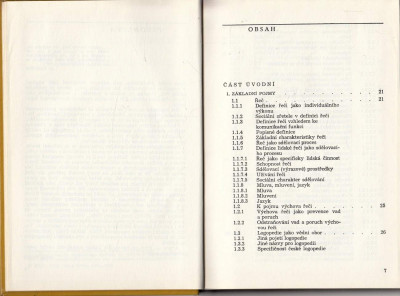 OBSAH
ČÁST ÚVODNÍ
1. ZÁKLADNÍ POJMY . . . . . . . . 21
1.1 Řeč . . . . . . . . . . 21
1.1.1 Definice řeči jako individuálního
výkonu
1.1.2 Sociální zřetele v definici řeči
1.1.3 Definice řeči vzhledem ke
komunikační funkci
1.1.4 Popisné definice
1.1.5 Základní charakteristiky řeči
1.1.6 Řeč jako sdělovací proces
1.1.7 Definice lidské řeči jako sdělovacího procesu
1.1.7.1 Řeč jako specificky lidská činnost
1.1.7.2 Schopnost řeči
1.1.7.3 Sdělovací (výrazové) prostředky
1.1.7.4 Užívání řeči
1.1.7.5 Sociální charakter sdělování
1.1.8 Mluva, mluvení, jazyk
1.1.8.1 Mluva
1.1.8.2 Mluvení
1.1.8.3 Jazyk
1.2 K pojmu výchova řeči . . . . 25
1.2.1 Výchova řeči jako prevence vad
a poruch
1.2.2 Odstraňování vad a poruch výchovou řeči
1.3 Logopedie jako vědní obor . . . 26
1.3.1 Jiná pojetí logopedie
1.3.2 Jiné názvy pro logopedii
1.3.3 Specifičnost české logopedie
7